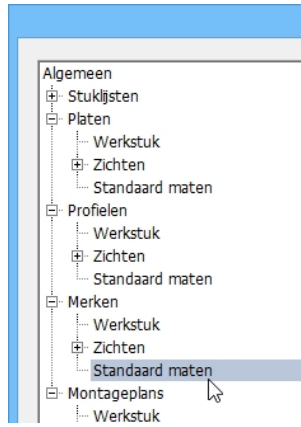 Algemeen
Stuklijsten
Platen
Werkstuk
Zichten
Standaard maten
Profielen
Werkstuk
Zichten
Standaard maten
Merken
Werkstuk
Zichten
Standaard maten
Montageplans
Werkstuk